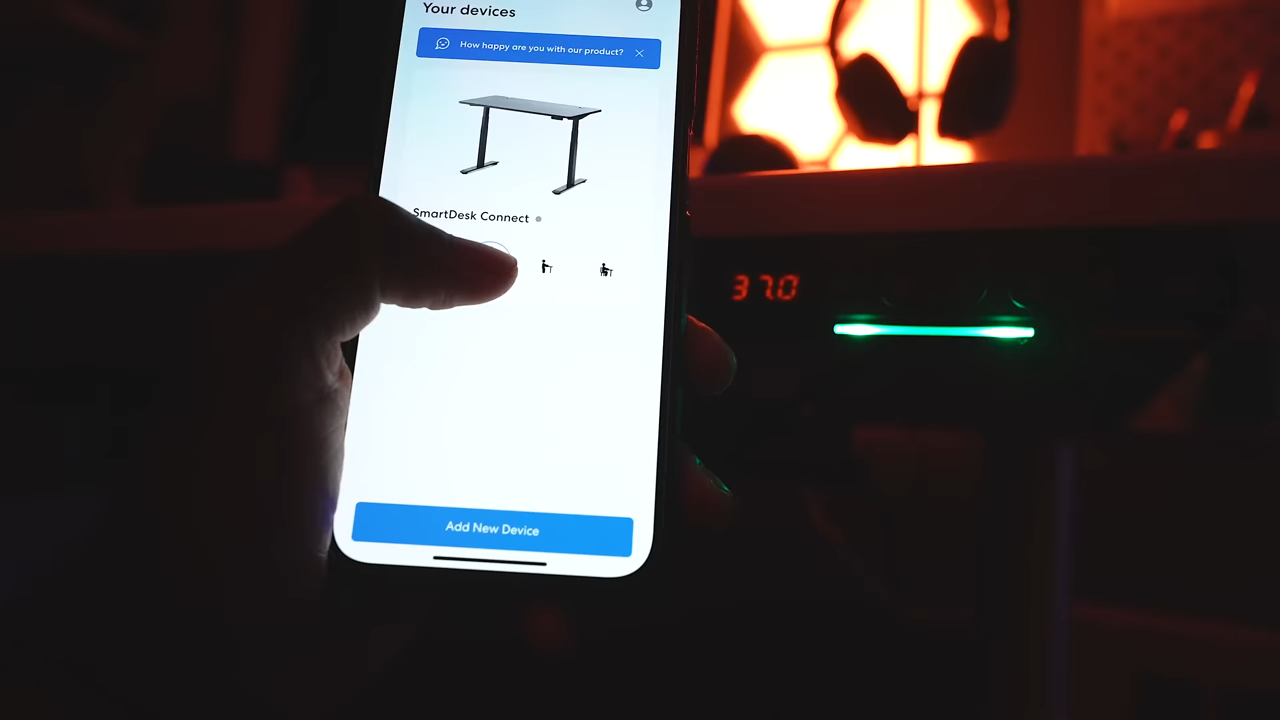 Your devices
How happy are you with our product?
SmartDesk Connect
37.0
Add New Device